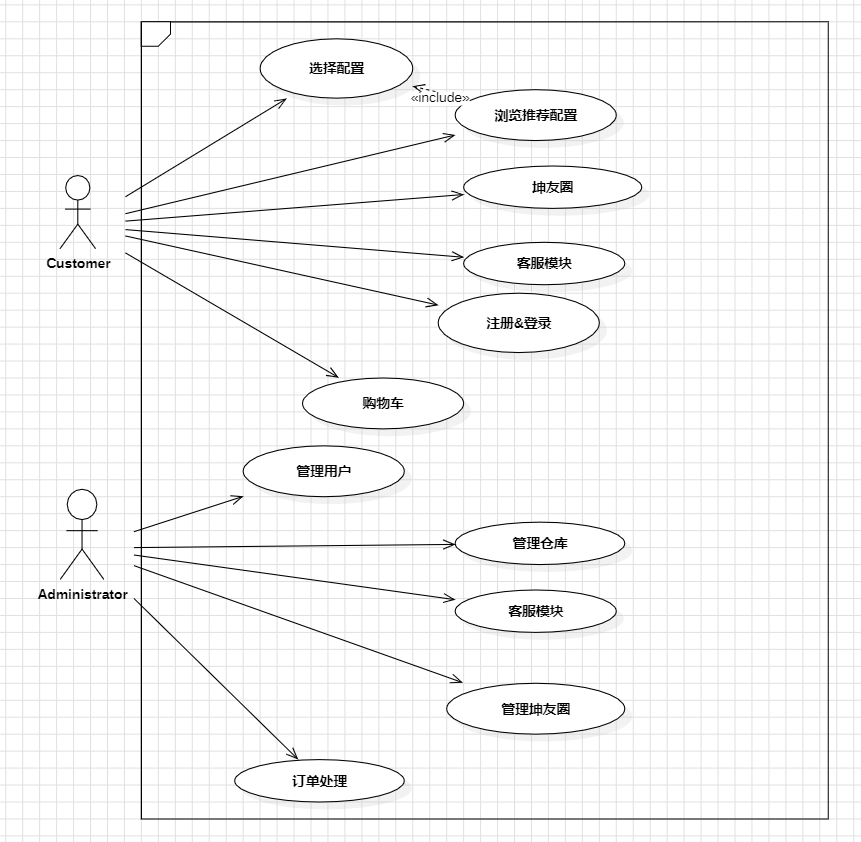 选择配置
«include»
浏览推荐配置
坤友圈
Customer
客服模块
注册&登录
购物车
管理用户
管理仓库
Administrator
客服模块
管理坤友圈
订单处理